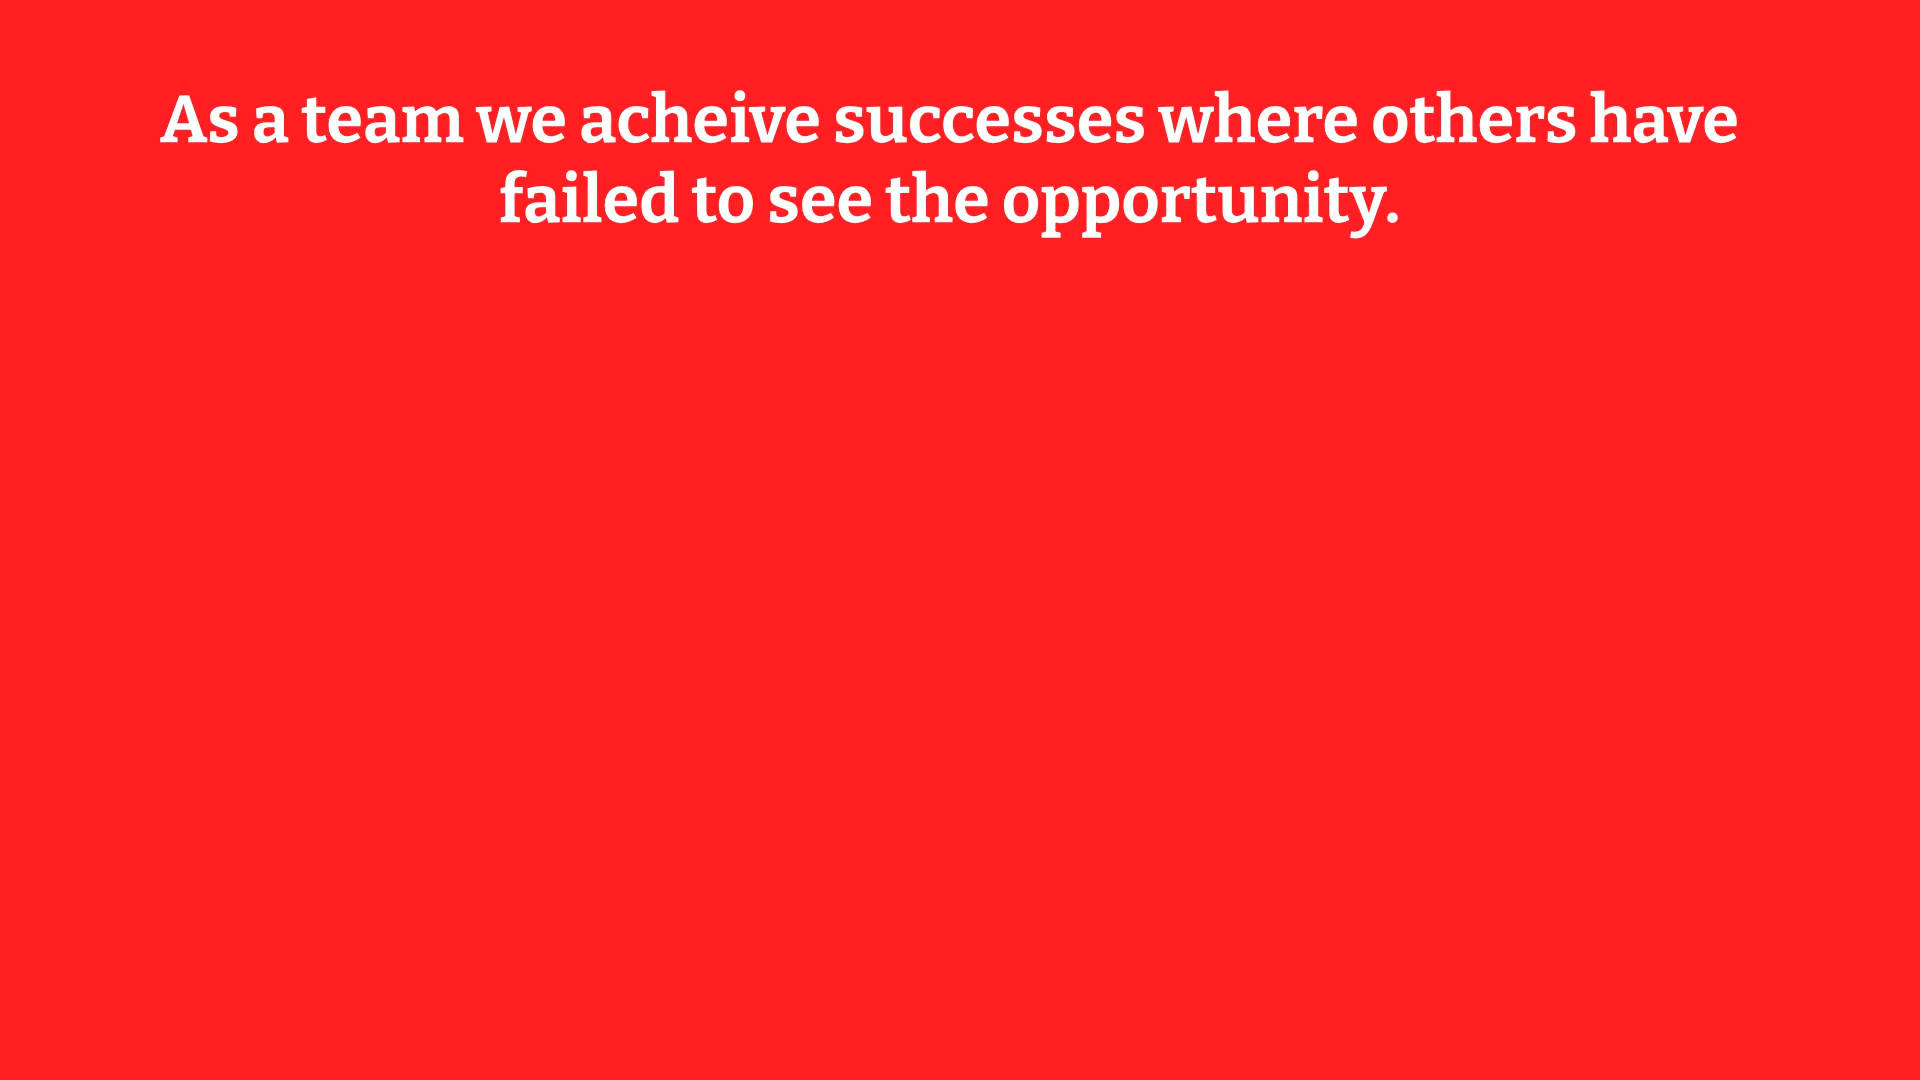 As a team we acheive successes where others have
failed to see the opportunity.